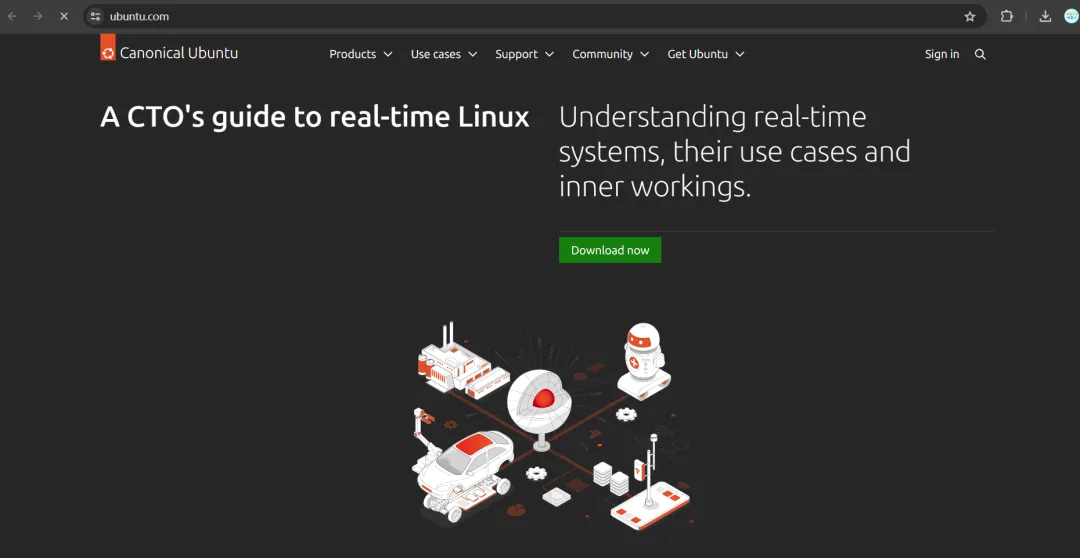 ubuntu.com
Canonical Ubuntu
Products
Use cases
Support
Community
Get Ubuntu
Sign in
A CTO's guide to real-time Linux
Understanding real-time
systems, their use cases and
inner workings.
Download now